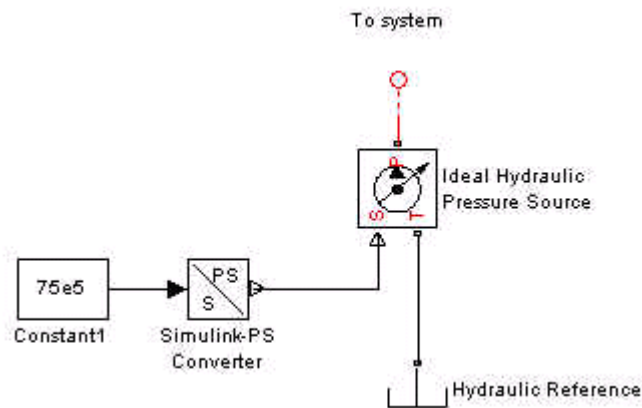 To system
P
S
T
Ideal Hydraulic
Pressure Source
75e5
PS
S
Constant1
Simulink-PS
Converter
Hydraulic Reference